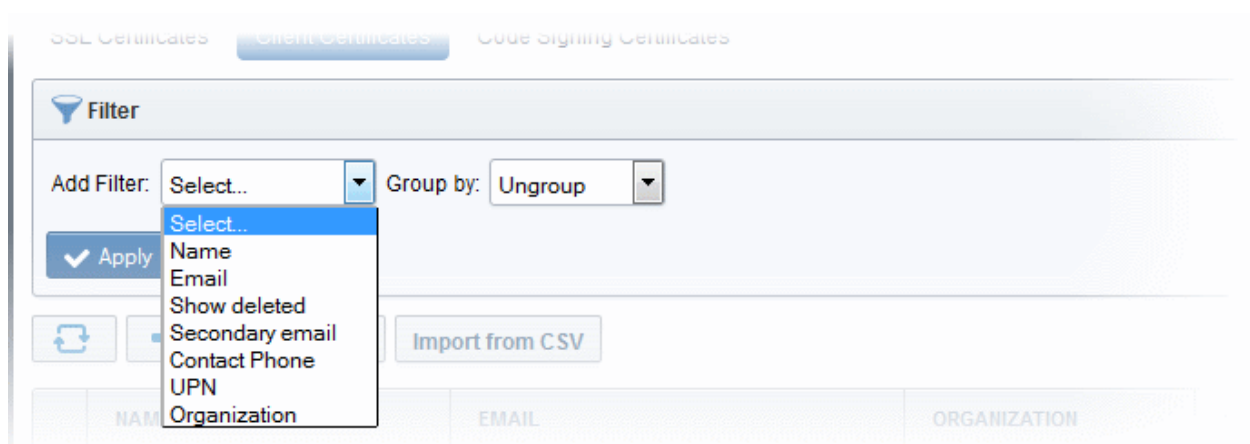 SSL Certificates Client Certificates Code Signing Certificates
Filter
Add Filter: Select... Group by: Ungroup
Select...
Name
Apply
Email
Show deleted
Secondary email
Import from CSV
Contact Phone
UPN
Organization
NAM EMAIL ORGANIZATION